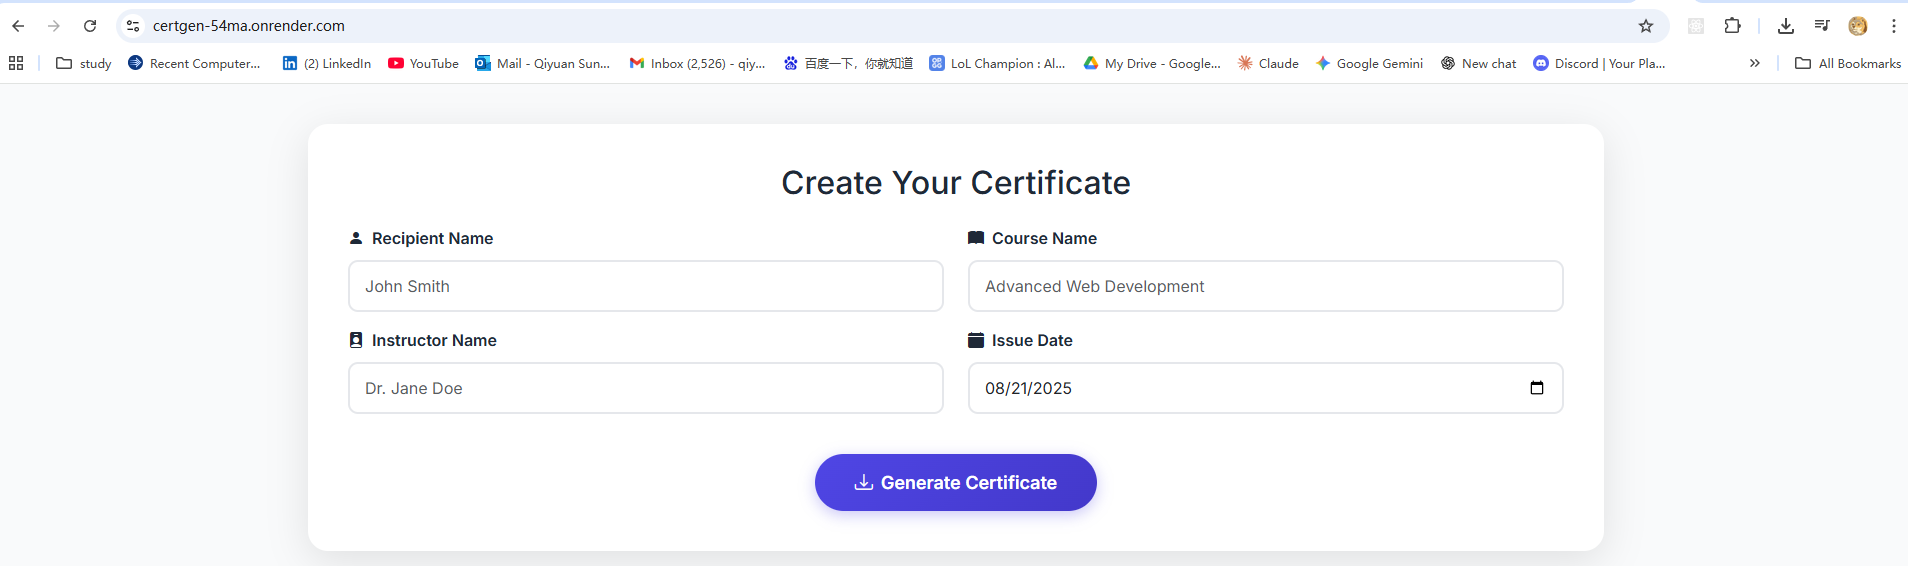 certgen-54ma.onrender.com
study Recent Computer... (2) LinkedIn YouTube Mail - Qiyuan Sun... Inbox (2,526) - qiy... 百度一下，你就知道 LoL Champion : Al... My Drive - Google... Claude Google Gemini New chat Discord | Your Pla... All Bookmarks
Create Your Certificate
Recipient Name Course Name
John Smith Advanced Web Development
Instructor Name Issue Date
Dr. Jane Doe 08/21/2025
Generate Certificate